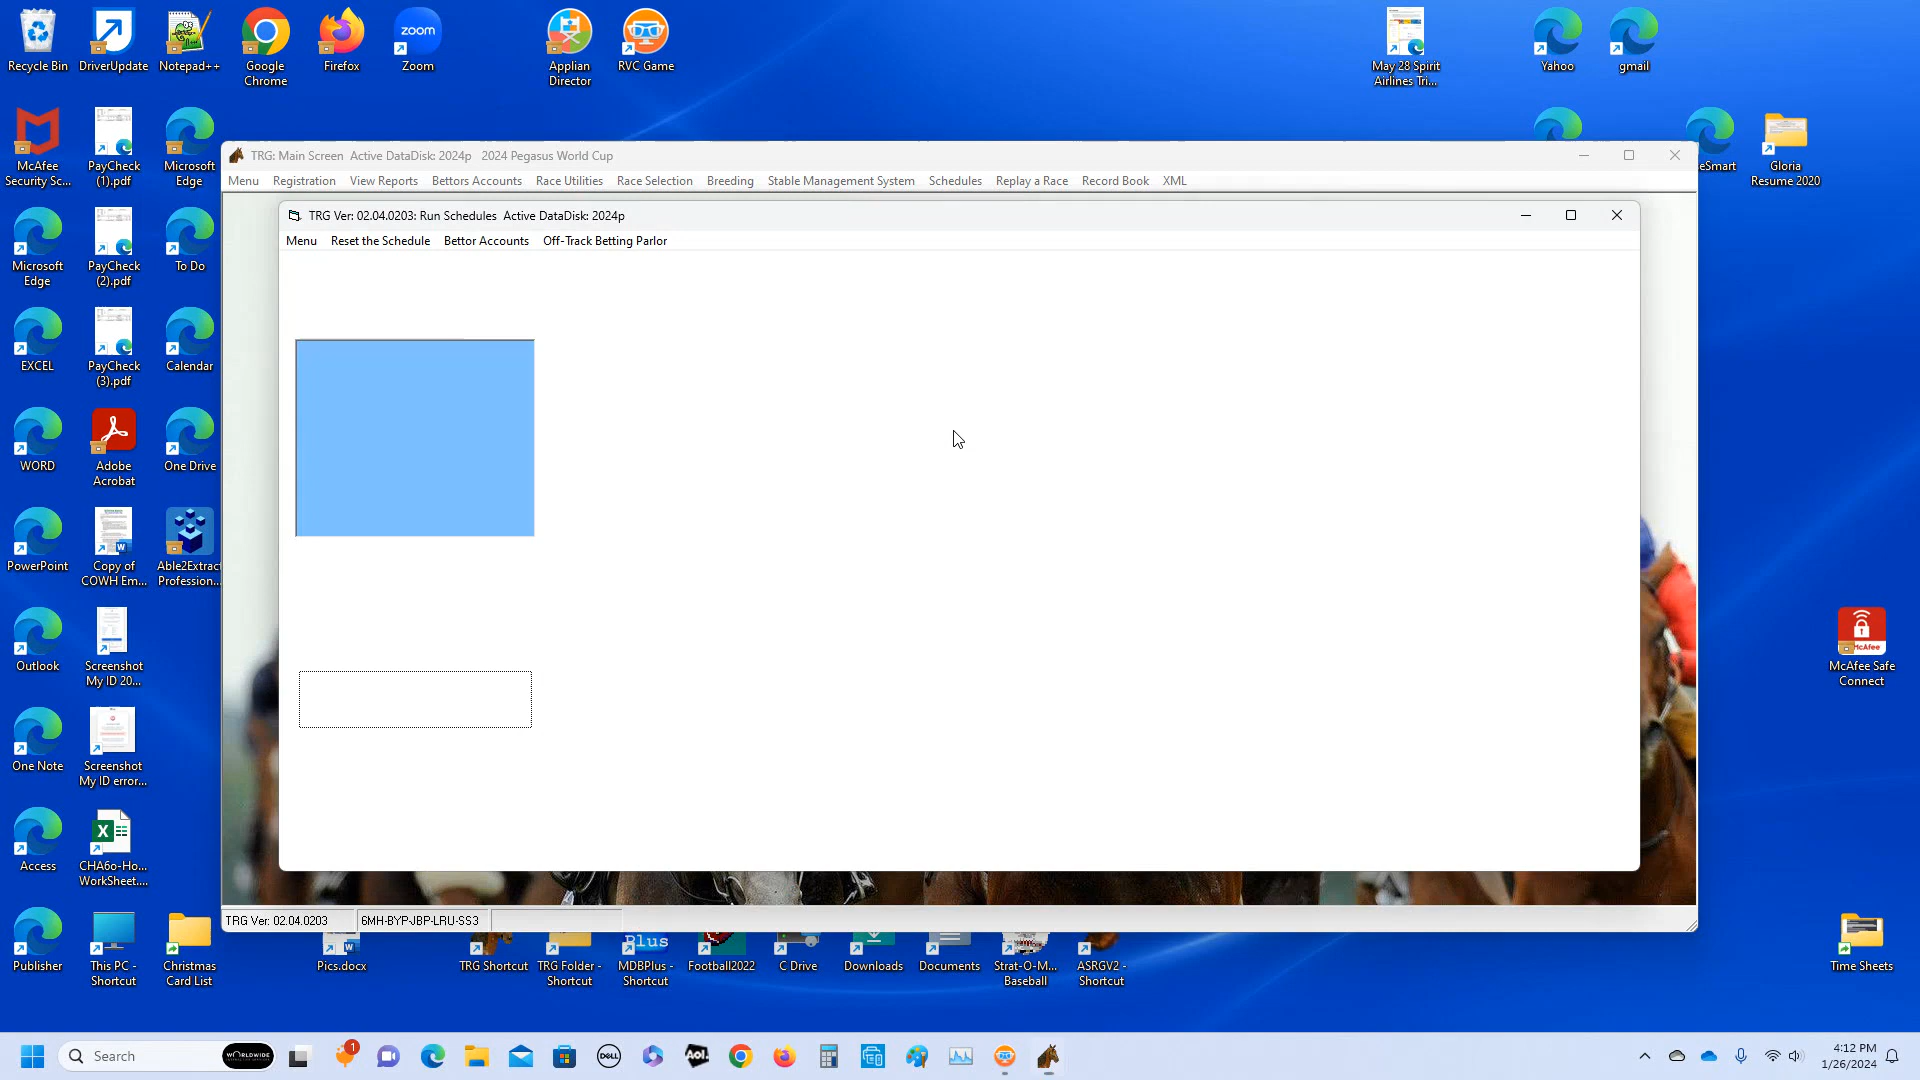 Recycle Bin
DriverUpdate
Notepad++
Google
Chrome
Firefox
zoom
Zoom
Applian
Director
RVC Game
May 28 Spirit
Airlines Tri...
Yahoo
gmail
McAfee
Security Sc...
PayCheck
(1).pdf
Microsoft
Edge
eSmart
Gloria
Resume 2020
TRG: Main Screen Active DataDisk: 2024p 2024 Pegasus World Cup
Menu Registration View Reports Bettors Accounts Race Utilities Race Selection Breeding Stable Management System Schedules Replay a Race Record Book XML
TRG Ver: 02.04.0203: Run Schedules Active DataDisk: 2024p
Menu Reset the Schedule Bettor Accounts Off-Track Betting Parlor
Microsoft
Edge
PayCheck
(2).pdf
To Do
EXCEL
PayCheck
(3).pdf
Calendar
WORD
Adobe
Acrobat
One Drive
PowerPoint
Copy of
COWH Em...
Able2Extract
Profession...
Outlook
Screenshot
My ID 20...
McAfee
McAfee Safe
Connect
One Note
Screenshot
My ID error...
Access
CHA6o-Ho...
WorkSheet....
TRG Ver: 02.04.0203
6MH-BYP-JBP-LRU-SS3
Publisher
This PC -
Shortcut
Christmas
Card List
Pics.docx
TRG Shortcut
TRG Folder -
Shortcut
Plus
MDBPlus -
Shortcut
Football2022
C Drive
Downloads
Documents
Strat-O-M...
Baseball
ASRGV2 -
Shortcut
Time Sheets
Search
WORLDWIDE
1
DELL
Aol.
4:12 PM
1/26/2024